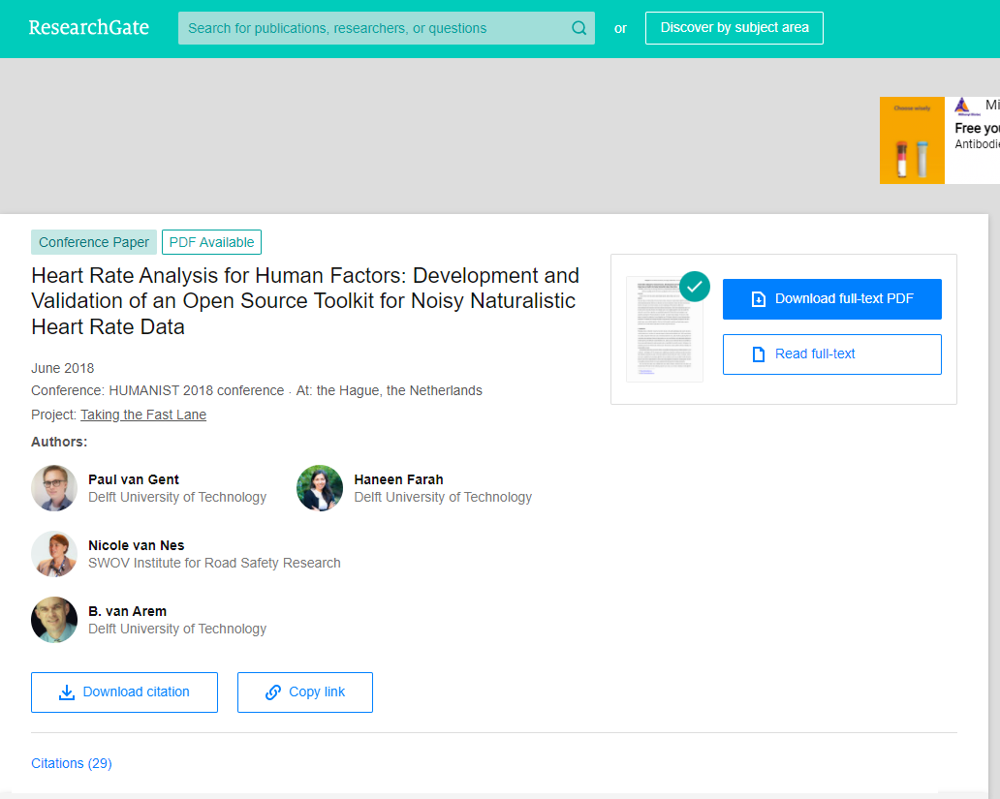 ResearchGate
Search for publications, researchers, or questions
or
Discover by subject area
Mi
Free you
Antibodie
Conference Paper
PDF Available
Heart Rate Analysis for Human Factors: Development and
Validation of an Open Source Toolkit for Noisy Naturalistic
Heart Rate Data
Download full-text PDF
Read full-text
June 2018
Conference: HUMANIST 2018 conference · At: the Hague, the Netherlands
Project: Taking the Fast Lane
Authors:
Paul van Gent
Delft University of Technology
Haneen Farah
Delft University of Technology
Nicole van Nes
SWOV Institute for Road Safety Research
B. van Arem
Delft University of Technology
Download citation
Copy link
Citations (29)